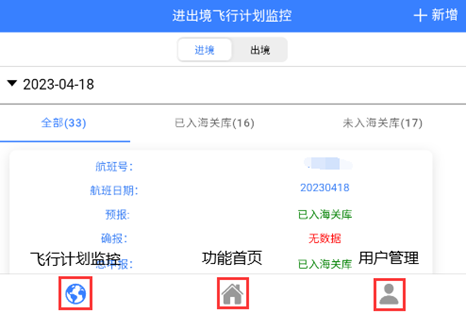 进出境飞行计划监控
新增
进境 出境
2023-04-18
全部(33) 已入海关库(16) 未入海关库(17)
航班号:
航班日期: 20230418
预报: 已入海关库
确报: 无数据
已入海关库
飞行计划监控 功能首页 用户管理